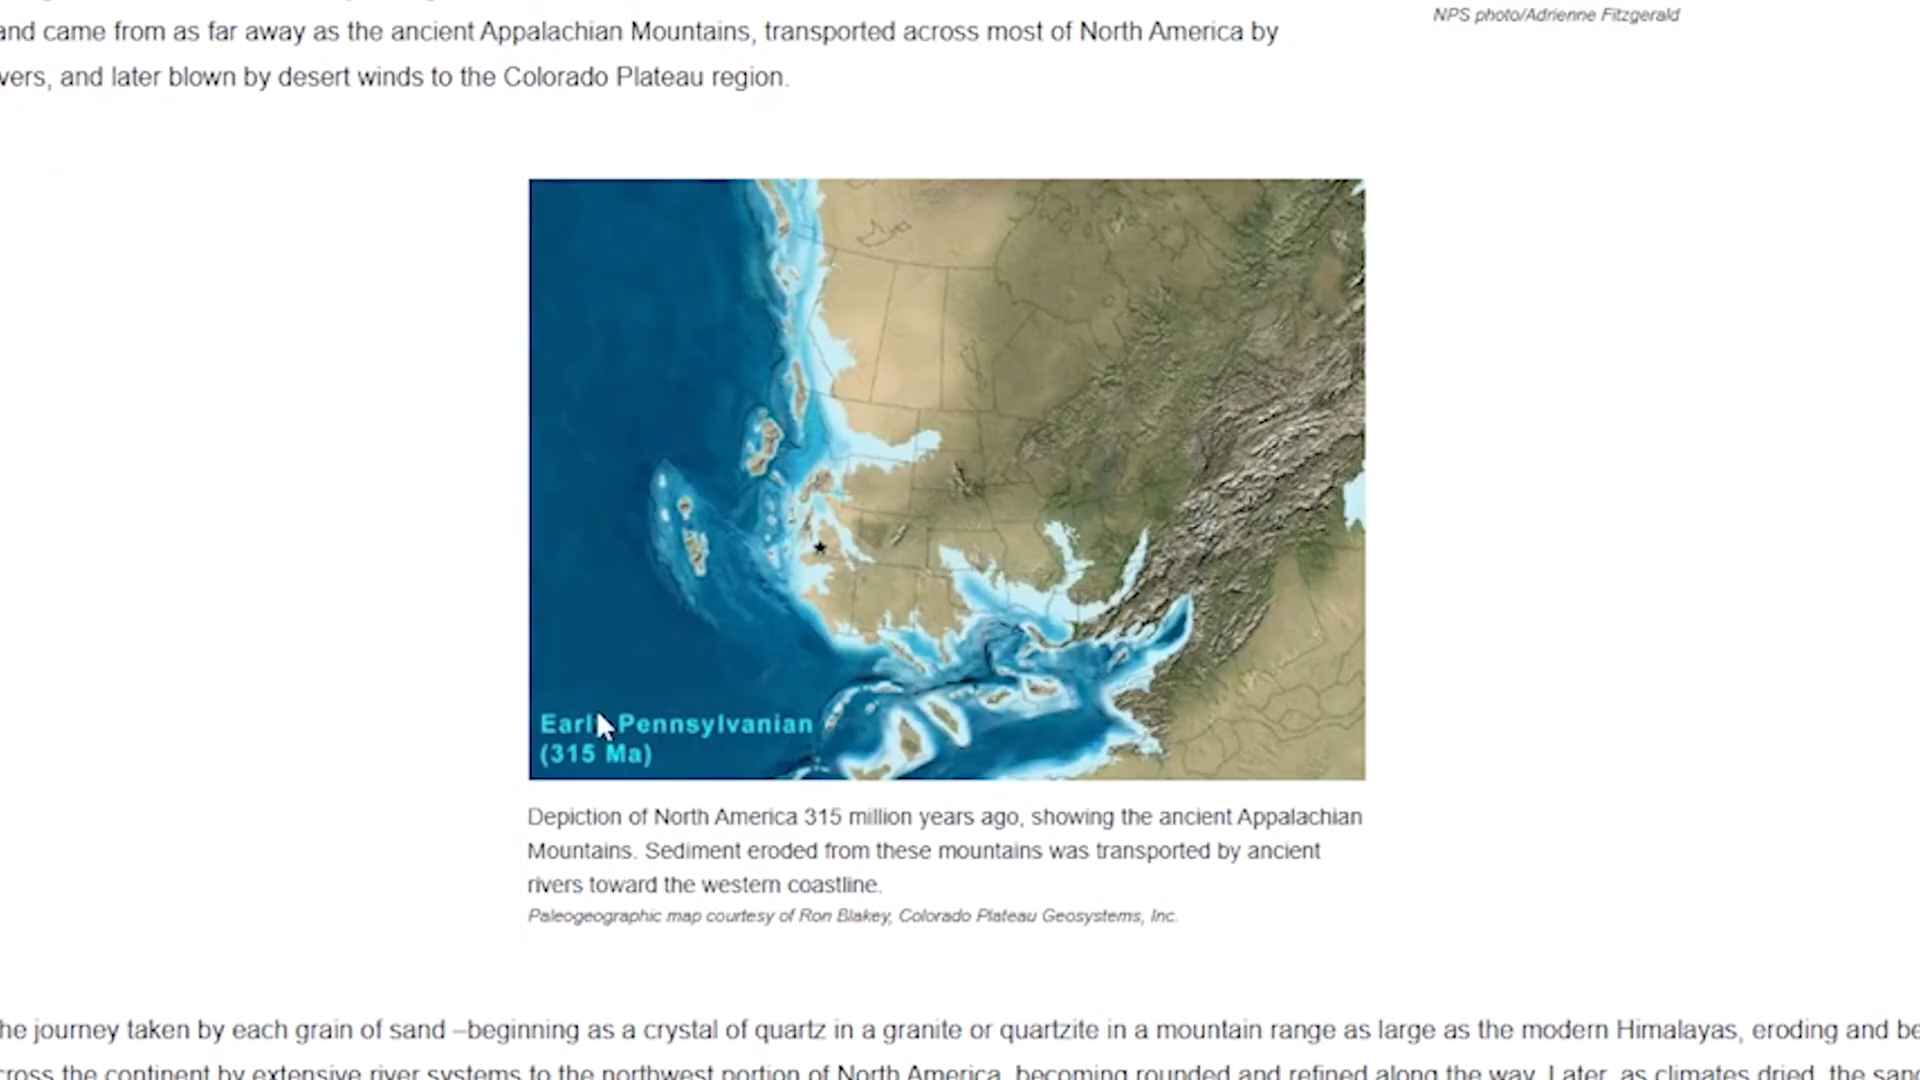 NPS photo/Adrienne Fitzgerald
and came from as far away as the ancient Appalachian Mountains, transported across most of North America by
vers, and later blown by desert winds to the Colorado Plateau region.
Early Pennsylvanian
(315 Ma)
Depiction of North America 315 million years ago, showing the ancient Appalachian
Mountains. Sediment eroded from these mountains was transported by ancient
rivers toward the western coastline.
Paleogeographic map courtesy of Ron Blakey, Colorado Plateau Geosystems, Inc.
he journey taken by each grain of sand –beginning as a crystal of quartz in a granite or quartzite in a mountain range as large as the modern Himalayas, eroding and be
cross the continent by extensive river systems to the northwest portion of North America, becoming rounded and refined along the way. Later, as climates dried, the sand